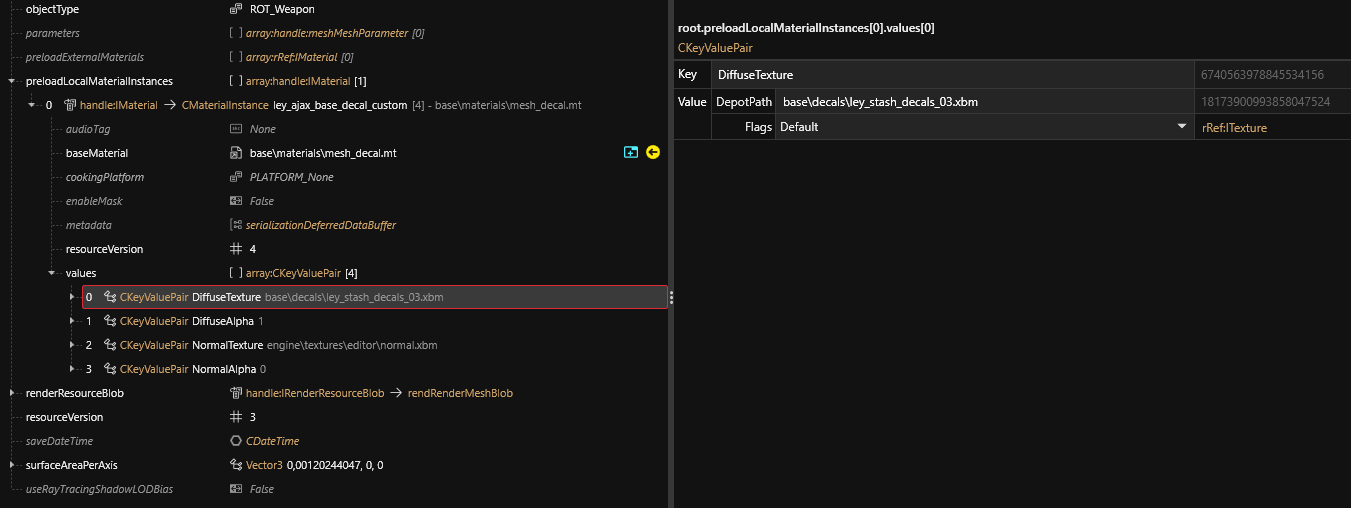 objectType ROT_Weapon
parameters [ ] array:handle:meshMeshParameter [0]
preloadExternalMaterials [ ] array:rRef:IMaterial [0]
preloadLocalMaterialInstances [ ] array:handle:IMaterial [1]
0 handle:IMaterial → CMaterialInstance ley_ajax_base_decal_custom [4] - base\materials\mesh_decal.mt
audioTag None
baseMaterial base\materials\mesh_decal.mt
cookingPlatform PLATFORM_None
enableMask False
metadata serializationDeferredDataBuffer
resourceVersion # 4
values [ ] array:CKeyValuePair [4]
0 CKeyValuePair DiffuseTexture base\decals\ley_stash_decals_03.xbm
1 CKeyValuePair DiffuseAlpha 1
2 CKeyValuePair NormalTexture engine\textures\editor\normal.xbm
3 CKeyValuePair NormalAlpha 0
renderResourceBlob handle:IRenderResourceBlob → rendRenderMeshBlob
resourceVersion # 3
saveDateTime CDateTime
surfaceAreaPerAxis Vector3 0,00120244047, 0, 0
useRayTracingShadowLODBias False
root.preloadLocalMaterialInstances[0].values[0]
CKeyValuePair
Key DiffuseTexture 6740563978845534156
Value DepotPath base\decals\ley_stash_decals_03.xbm 18173900993858047524
Flags Default rRef:ITexture